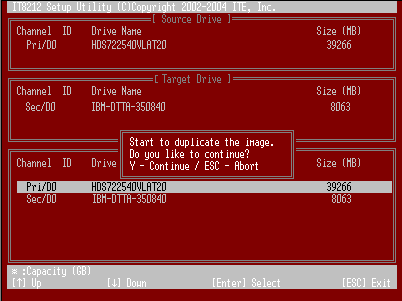 IT8212 Setup Utility (C)Copyright 2002-2004 ITE, Inc.
[ Source Drive ]
Channel ID Drive Name Size (MB)
Pri/D0 HDS722540VLAT20 39266
[ Target Drive ]
Channel ID Drive Name Size (MB)
Sec/D0 IBM-DTTA-350840 8063
Start to duplicate the image.
Do you like to continue?
Y - Continue / ESC - Abort
Channel ID Drive Size (MB)
Pri/D0 HDS722540VLAT20 39266
Sec/D0 IBM-DTTA-350840 8063
* :Capacity (GB)
[↑] Up [↓] Down [Enter] Select [ESC] Exit